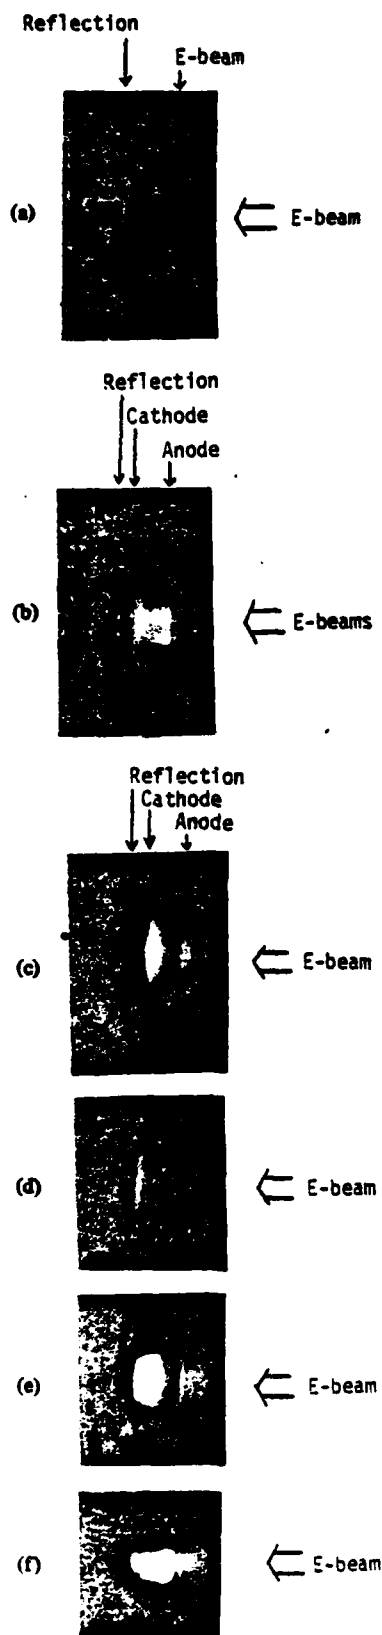 Reflection
E-beam
(a)
E-beam
Reflection
Cathode
Anode
(b)
E-beams
Reflection
Cathode
Anode
(c)
E-beam
(d)
E-beam
(e)
E-beam
(f)
E-beam